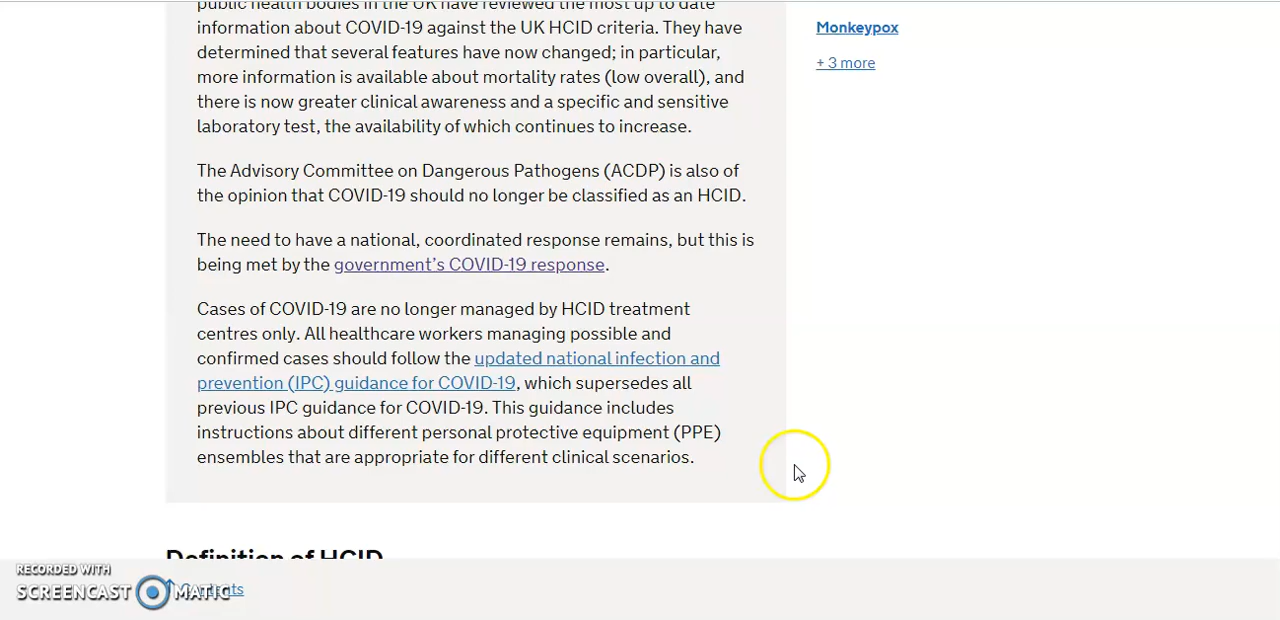 public health bodies in the UK have reviewed the most up to date
information about COVID-19 against the UK HCID criteria. They have
determined that several features have now changed; in particular,
more information is available about mortality rates (low overall), and
there is now greater clinical awareness and a specific and sensitive
laboratory test, the availability of which continues to increase.
The Advisory Committee on Dangerous Pathogens (ACDP) is also of
the opinion that COVID-19 should no longer be classified as an HCID.
The need to have a national, coordinated response remains, but this is
being met by the government's COVID-19 response.
Cases of COVID-19 are no longer managed by HCID treatment
centres only. All healthcare workers managing possible and
confirmed cases should follow the updated national infection and
prevention (IPC) guidance for COVID-19, which supersedes all
previous IPC guidance for COVID-19. This guidance includes
instructions about different personal protective equipment (PPE)
ensembles that are appropriate for different clinical scenarios.
Definition of HCID
Monkeypox
+ 3 more
↑ Contents
RECORDED WITH
SCREENCAST MATIC